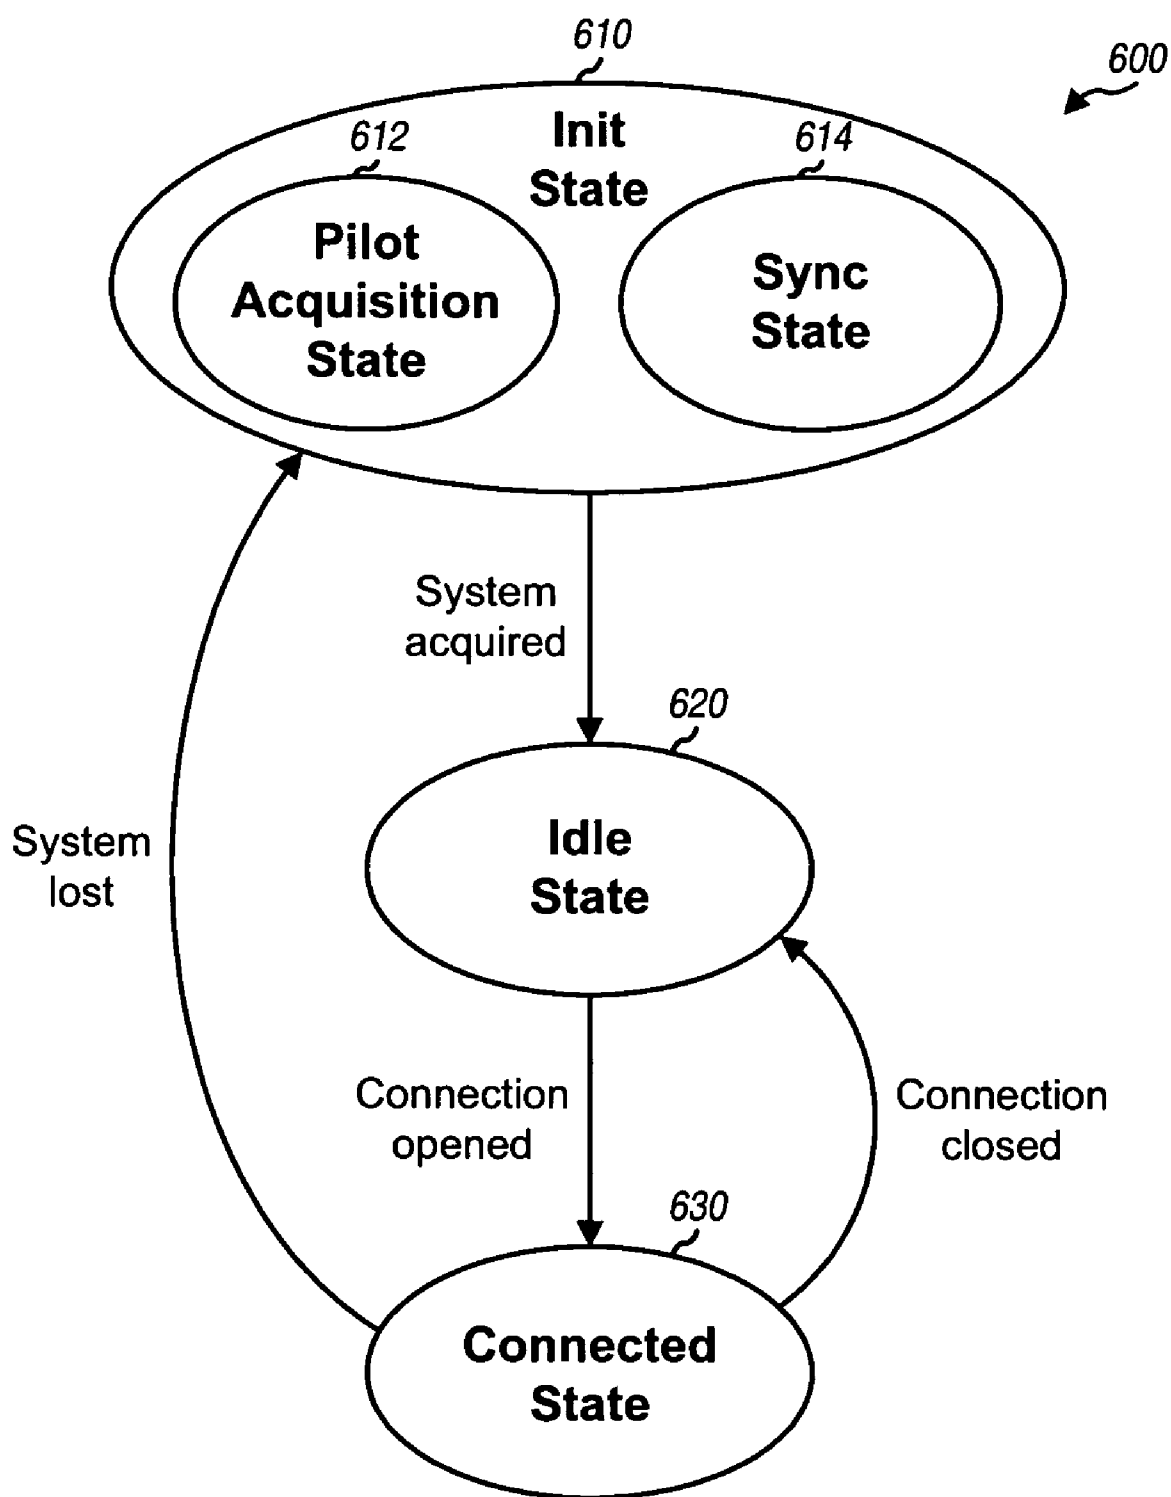 610
600
Init
State
612
614
Pilot
Acquisition
State
Sync
State
System
acquired
620
Idle
State
System
lost
Connection
opened
Connection
closed
630
Connected
State